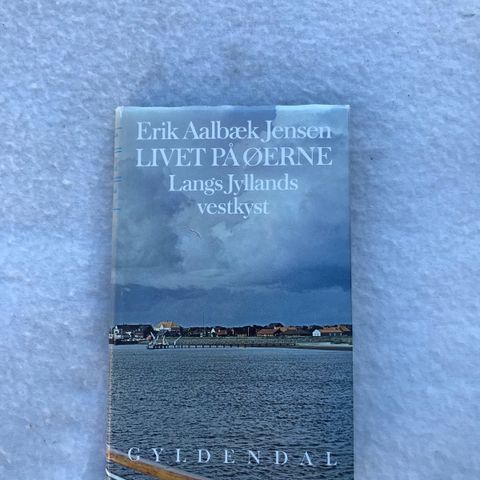 Erik Aalbæk Jensen
LIVET PÅ ØERNE
Langs Jyllands
vestkyst
GYLDENDAL